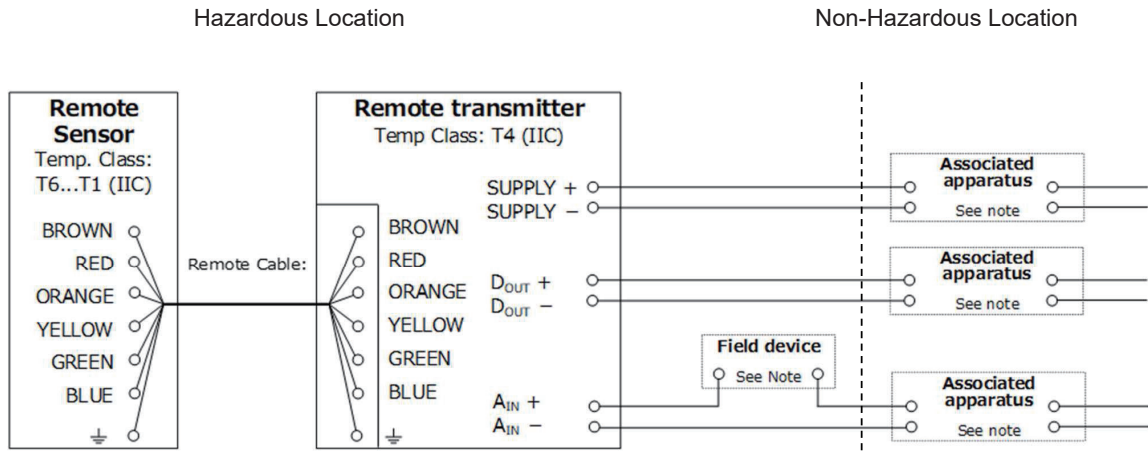 Hazardous Location
Non-Hazardous Location
Remote
Sensor
Temp. Class:
T6...T1 (IIC)
BROWN
RED
ORANGE
YELLOW
GREEN
BLUE
Remote Cable:
Remote transmitter
Temp Class: T4 (IIC)
BROWN
RED
ORANGE
YELLOW
GREEN
BLUE
SUPPLY +
SUPPLY −
DOUT +
DOUT −
AIN +
AIN −
Field device
See Note
Associated
apparatus
See note
Associated
apparatus
See note
Associated
apparatus
See note